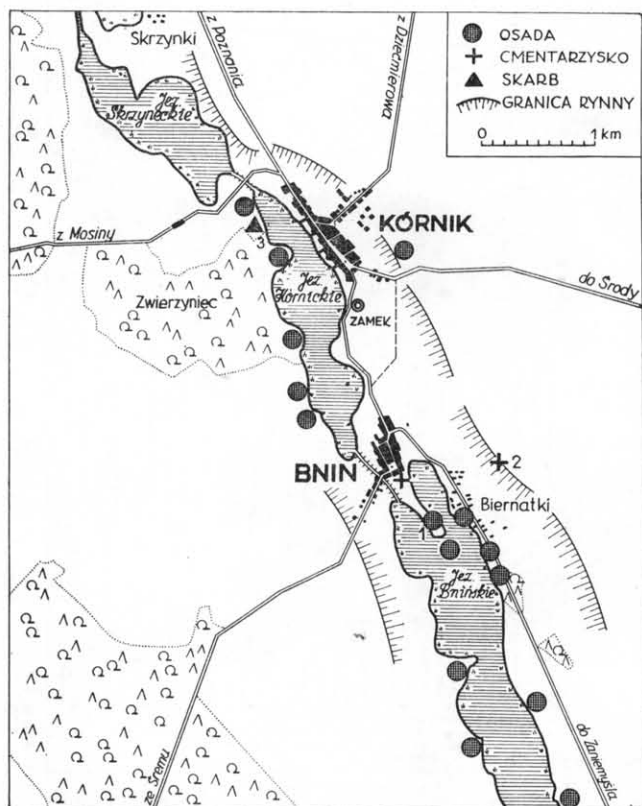 OSADA
CMENTARZYSKO
SKARB
GRANICA RYNNY
0 1 km
Skrzynki
z Poznania
z Dziećmierowa
Jez.
Skrzyneckie
KÓRNIK
z Mosiny
3
do Środy
Zwierzyniec
Jez.
Kórnickie
ZAMEK
BNIN
2
Biernatki
1
Jez.
Bnińskie
ze Śremu
do Zaniemyśla